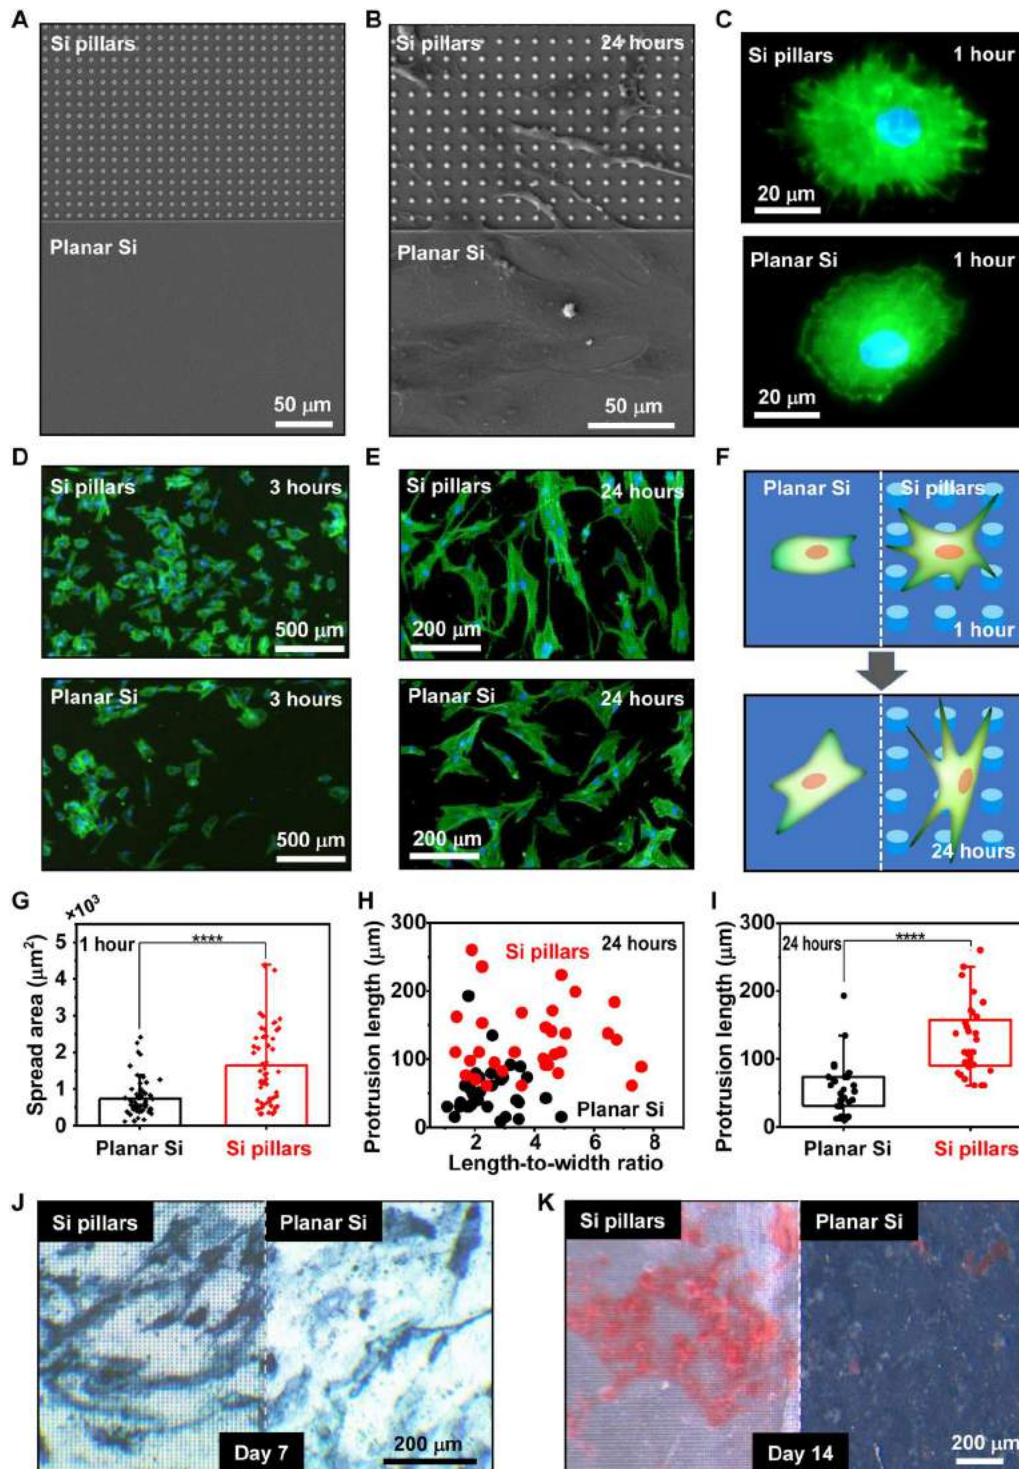 A
Si pillars
Planar Si
50 μm
B
Si pillars 24 hours
Planar Si
50 μm
C
Si pillars 1 hour
20 μm
Planar Si 1 hour
20 μm
D
Si pillars 3 hours
500 μm
Planar Si 3 hours
500 μm
E
Si pillars 24 hours
200 μm
Planar Si 24 hours
200 μm
F
Planar Si Si pillars
1 hour
24 hours
G
×10³
Spread area (μm²)
5
4
3
2
1
0
1 hour
****
Planar Si Si pillars
H
Protrusion length (μm)
300
200
100
0
Si pillars
24 hours
Planar Si
2 4 6 8
Length-to-width ratio
I
Protrusion length (μm)
300
200
100
0
24 hours
****
Planar Si Si pillars
J
Si pillars Planar Si
Day 7
200 μm
K
Si pillars Planar Si
Day 14
200 μm